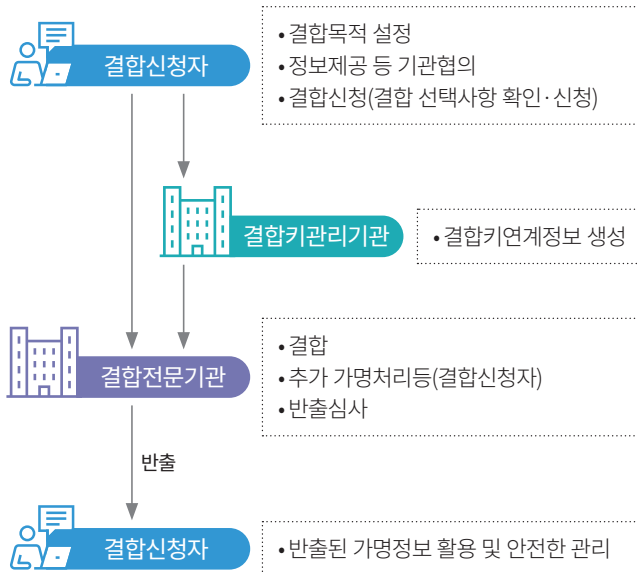 결합신청자
• 결합목적 설정
• 정보제공 등 기관협의
• 결합신청(결합 선택사항 확인·신청)
결합키관리기관
• 결합키연계정보 생성
결합전문기관
• 결합
• 추가 가명처리등(결합신청자)
• 반출심사
반출
결합신청자
• 반출된 가명정보 활용 및 안전한 관리